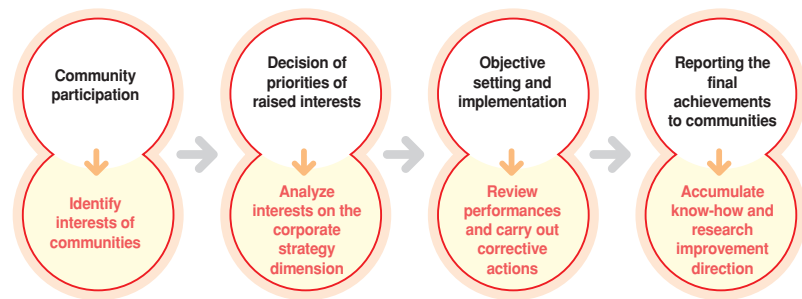 Community
participation
Identify
interests of
communities
Decision of
priorities of
raised interests
Analyze
interests on the
corporate
strategy
dimension
Objective
setting and
implementation
Review
performances
and carry out
corrective
actions
Reporting the
final
achievements
to communities
Accumulate
know-how and
research
improvement
direction